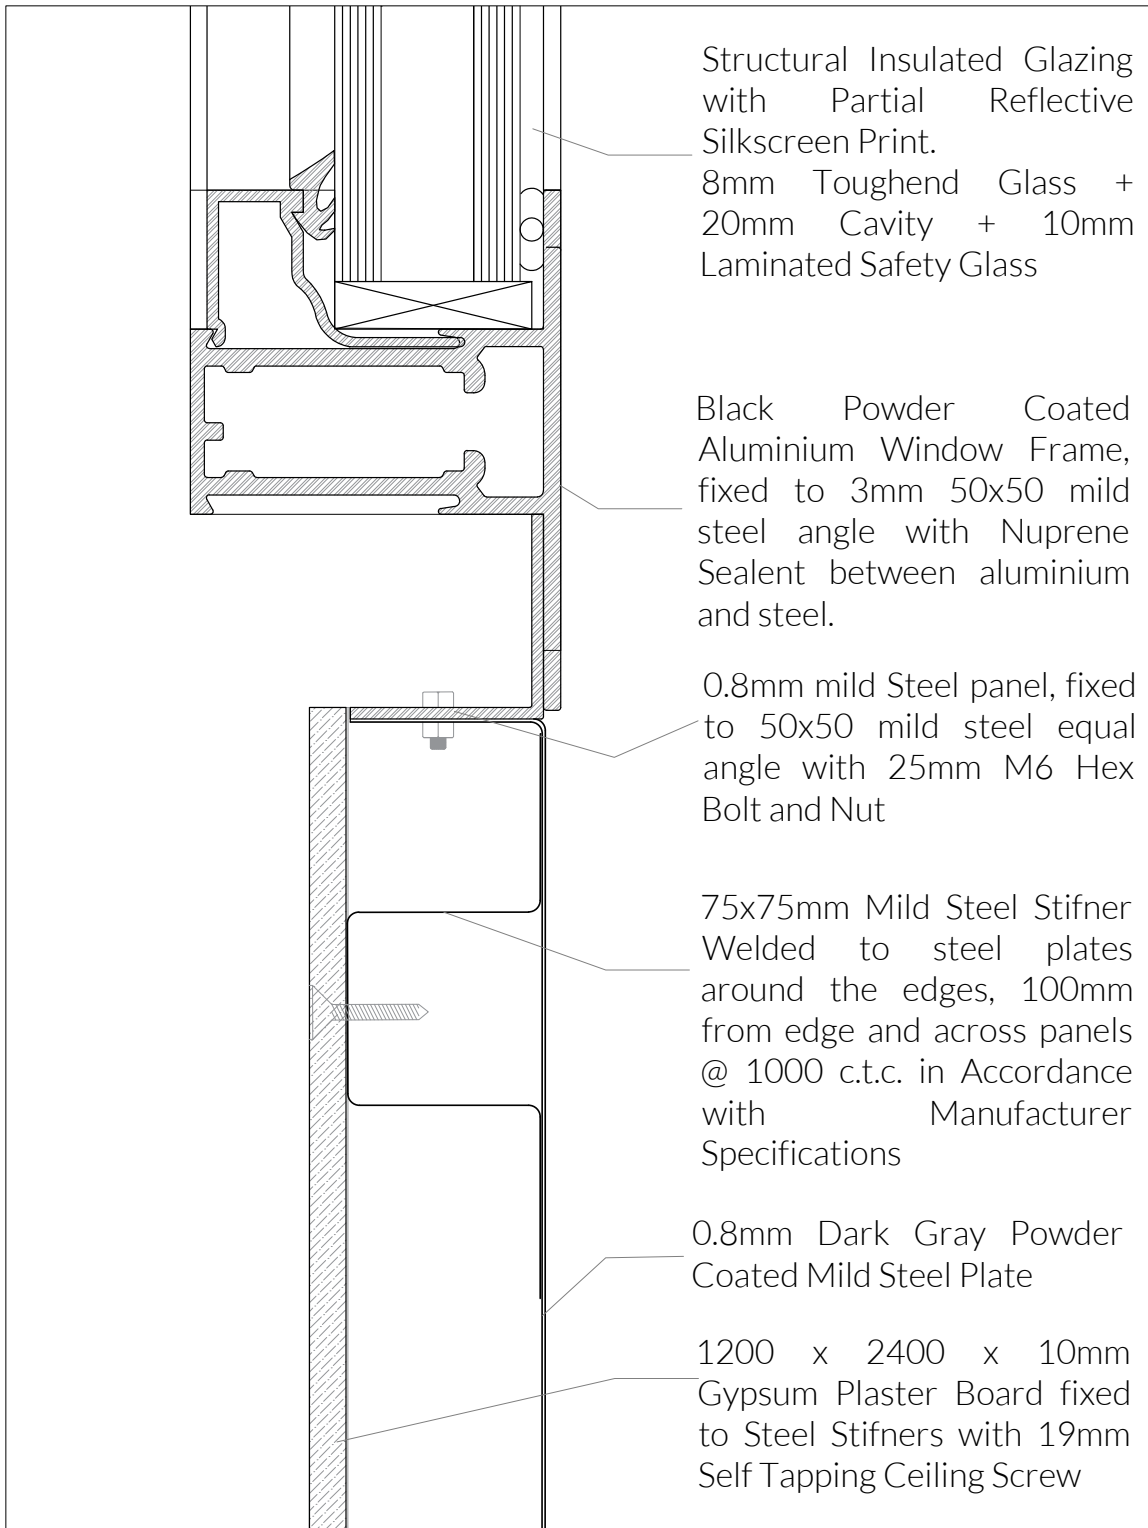 Structural Insulated Glazing
with Partial Reflective
Silkscreen Print.
8mm Toughend Glass +
20mm Cavity + 10mm
Laminated Safety Glass
Black Powder Coated
Aluminium Window Frame,
fixed to 3mm 50x50 mild
steel angle with Nuprene
Sealent between aluminium
and steel.
0.8mm mild Steel panel, fixed
to 50x50 mild steel equal
angle with 25mm M6 Hex
Bolt and Nut
75x75mm Mild Steel Stifner
Welded to steel plates
around the edges, 100mm
from edge and across panels
@ 1000 c.t.c. in Accordance
with Manufacturer
Specifications
0.8mm Dark Gray Powder
Coated Mild Steel Plate
1200 x 2400 x 10mm
Gypsum Plaster Board fixed
to Steel Stifners with 19mm
Self Tapping Ceiling Screw